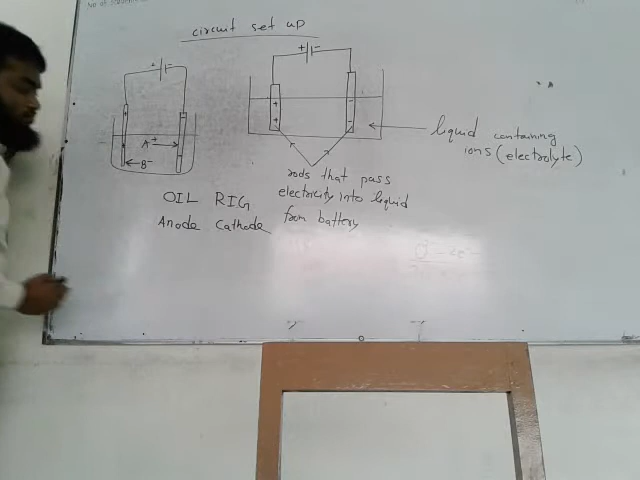 circuit set up
+ -
+ -
A+
B-
liquid containing
ions (electrolyte)
rods that pass
electricity into liquid
from battery
OIL RIG
Anode Cathode